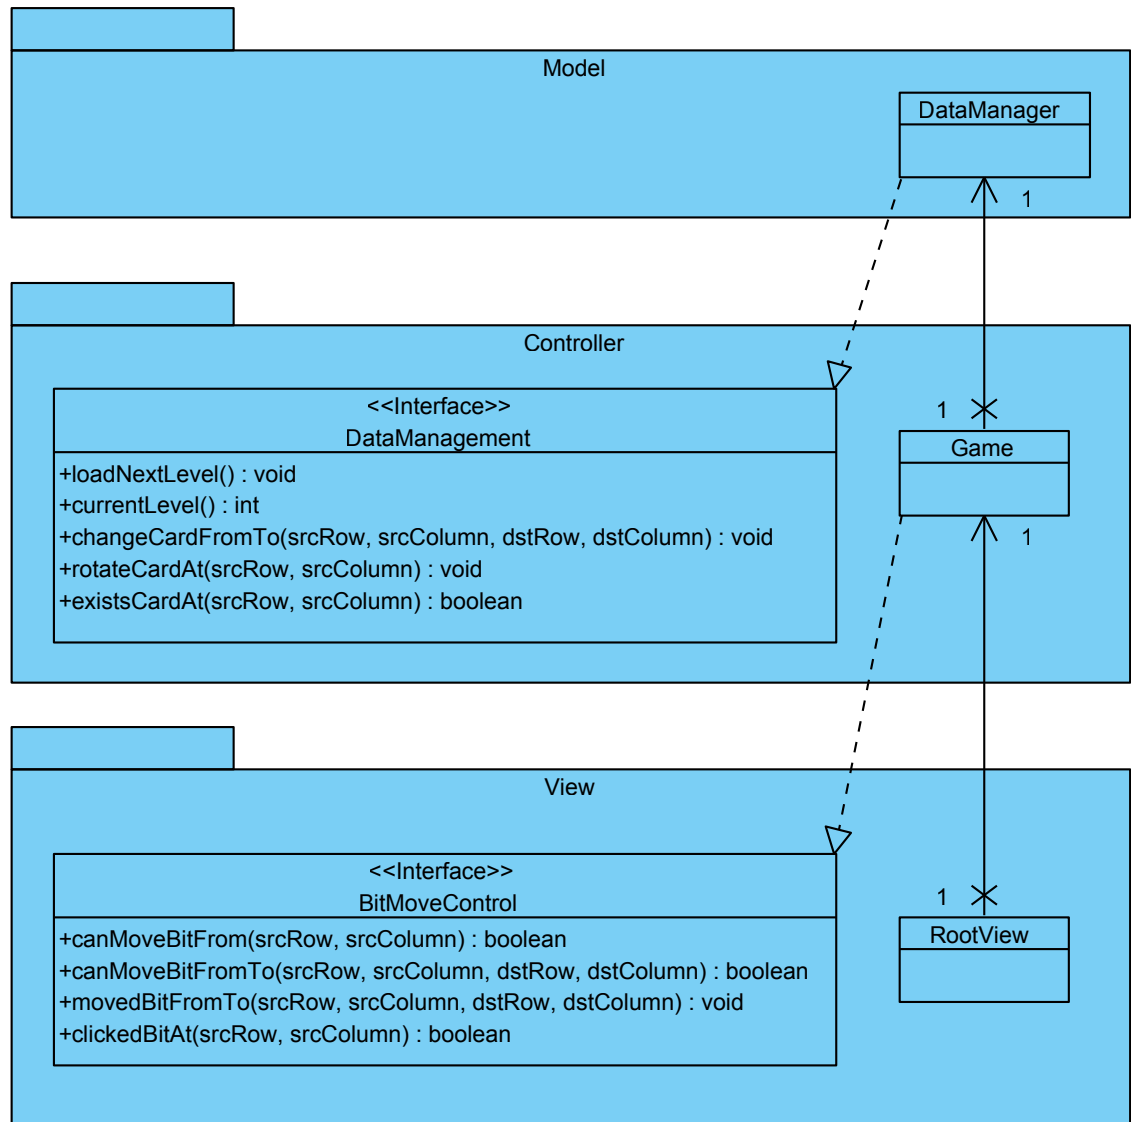 Model
DataManager
1
Controller
<<Interface>>
DataManagement
+loadNextLevel() : void
+currentLevel() : int
+changeCardFromTo(srcRow, srcColumn, dstRow, dstColumn) : void
+rotateCardAt(srcRow, srcColumn) : void
+existsCardAt(srcRow, srcColumn) : boolean
1
Game
1
View
<<Interface>>
BitMoveControl
+canMoveBitFrom(srcRow, srcColumn) : boolean
+canMoveBitFromTo(srcRow, srcColumn, dstRow, dstColumn) : boolean
+movedBitFromTo(srcRow, srcColumn, dstRow, dstColumn) : void
+clickedBitAt(srcRow, srcColumn) : boolean
1
RootView